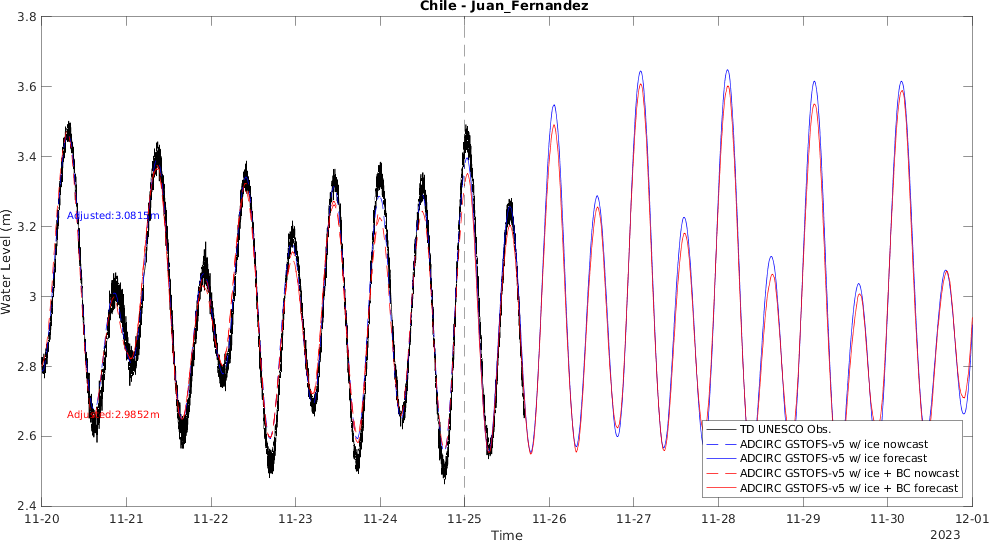 Chile - Juan_Fernandez
3.8
3.6
3.4
3.2
3
2.8
2.6
2.4
Water Level (m)
Adjusted:3.0815m
Adjusted:2.9852m
TD UNESCO Obs.
ADCIRC GSTOFS-v5 w/ ice nowcast
ADCIRC GSTOFS-v5 w/ ice forecast
ADCIRC GSTOFS-v5 w/ ice + BC nowcast
ADCIRC GSTOFS-v5 w/ ice + BC forecast
11-20 11-21 11-22 11-23 11-24 11-25 11-26 11-27 11-28 11-29 11-30 12-01
Time
2023